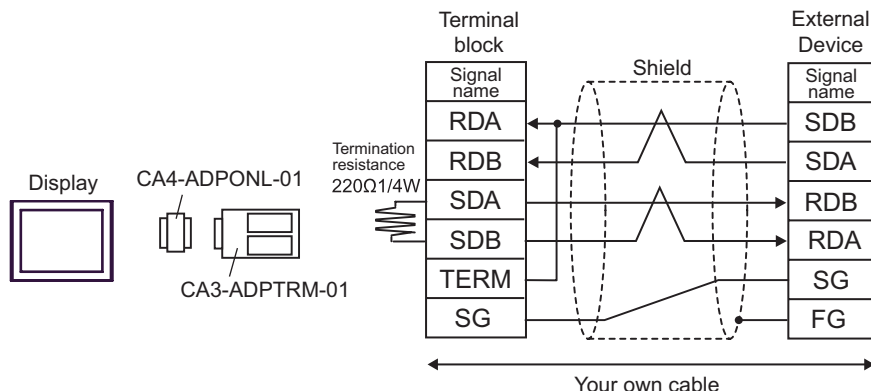 Display
CA4-ADPONL-01
CA3-ADPTRM-01
Termination
resistance
220Ω1/4W
Terminal
block
Signal
name
RDA
RDB
SDA
SDB
TERM
SG
Shield
External
Device
Signal
name
SDB
SDA
RDB
RDA
SG
FG
Your own cable